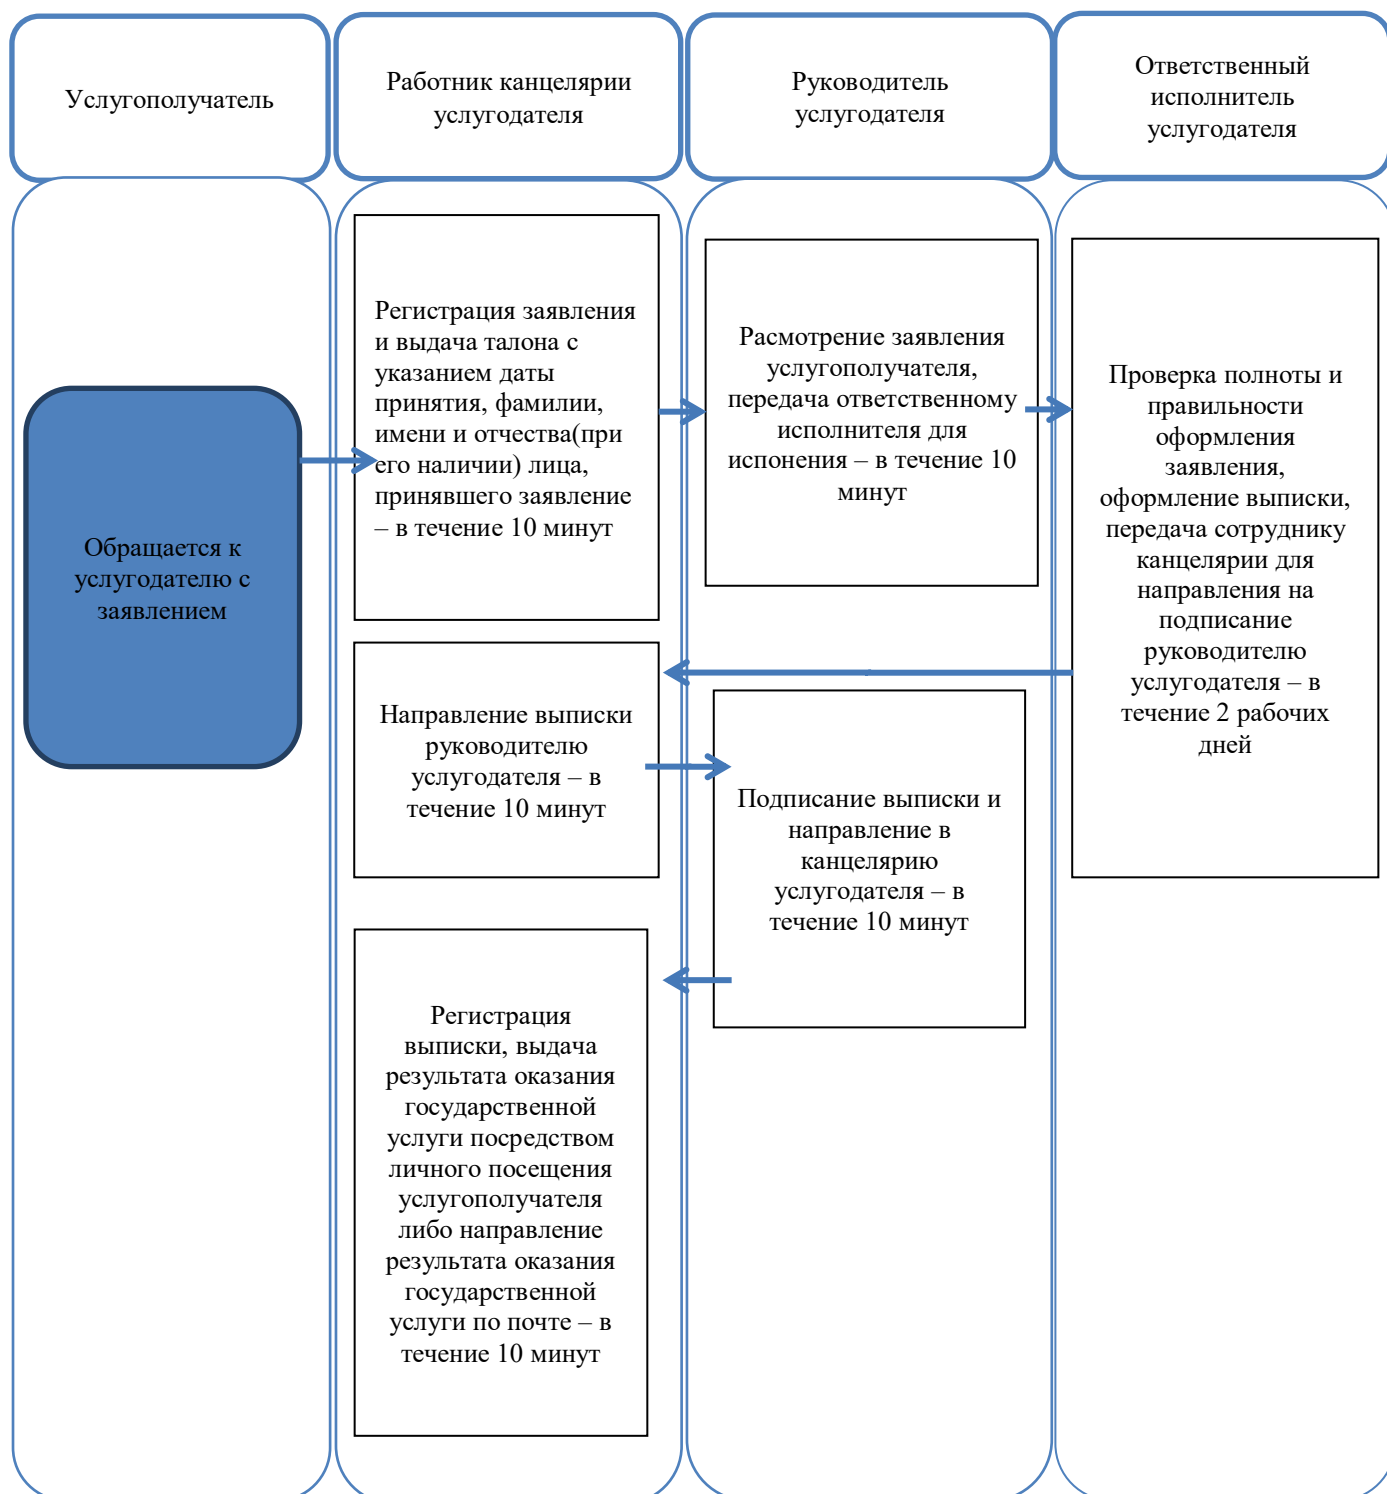 Услугополучатель
Работник канцелярии
услугодателя
Руководитель
услугодателя
Ответственный
исполнитель
услугодателя
Обращается к
услугодателю с
заявлением
Регистрация заявления
и выдача талона с
указанием даты
принятия, фамилии,
имени и отчества(при
его наличии) лица,
принявшего заявление
– в течение 10 минут
Расмотрение заявления
услугополучателя,
передача ответственному
исполнителя для
испонения – в течение 10
минут
Проверка полноты и
правильности
оформления
заявления,
оформление выписки,
передача сотруднику
канцелярии для
направления на
подписание
руководителю
услугодателя – в
течение 2 рабочих
дней
Направление выписки
руководителю
услугодателя – в
течение 10 минут
Подписание выписки и
направление в
канцелярию
услугодателя – в
течение 10 минут
Регистрация
выписки, выдача
результата оказания
государственной
услуги посредством
личного посещения
услугополучателя
либо направление
результата оказания
государственной
услуги по почте – в
течение 10 минут